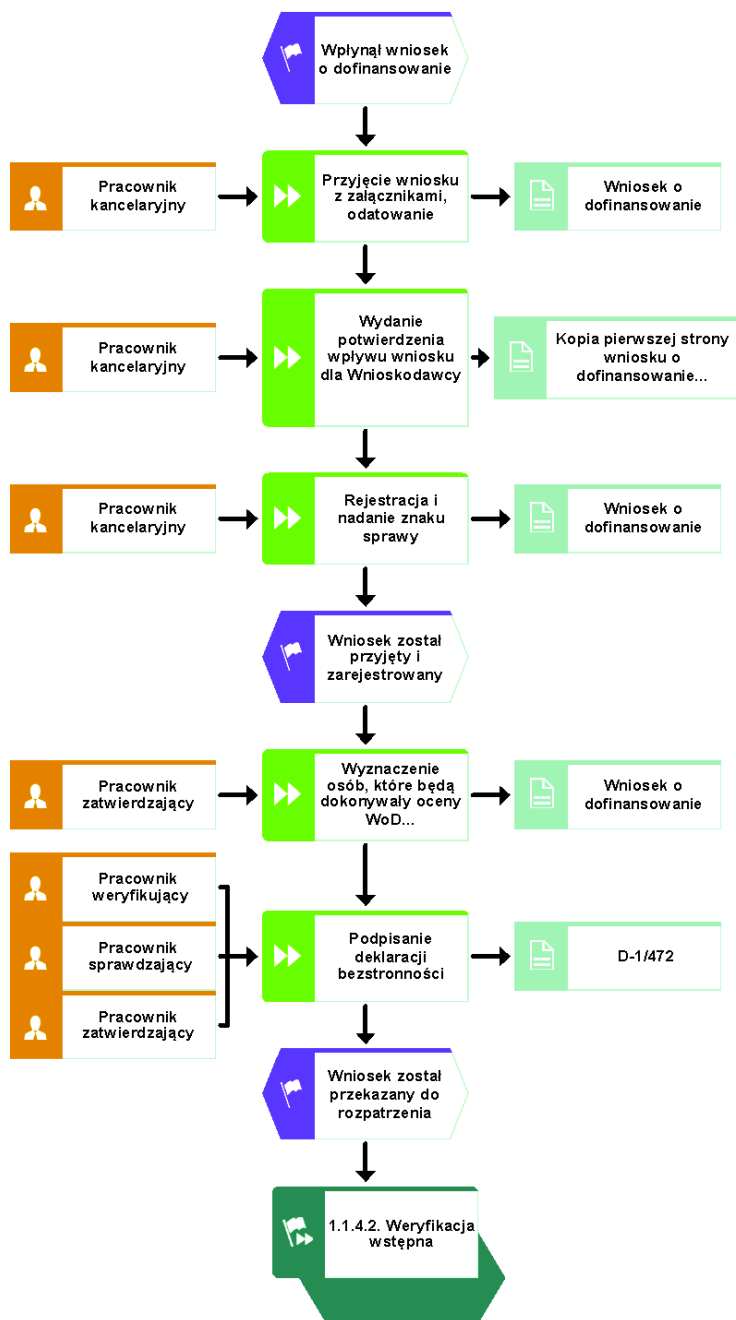 Wpłynął wniosek
o dofinansowanie
Pracownik
kancelaryjny
Przyjęcie wniosku
z załącznikami,
odatowanie
Wniosek o
dofinansowanie
Pracownik
kancelaryjny
Wydanie
potwierdzenia
wpływu wniosku
dla Wnioskodawcy
Kopia pierwszej strony
wniosku o
dofinansowanie...
Pracownik
kancelaryjny
Rejestracja i
nadanie znaku
sprawy
Wniosek o
dofinansowanie
Wniosek został
przyjęty i
zarejestrowany
Pracownik
zatwierdzający
Wyznaczenie
osób, które będą
dokonywały oceny
WoD...
Wniosek o
dofinansowanie
Pracownik
weryfikujący
Pracownik
sprawdzający
Pracownik
zatwierdzający
Podpisanie
deklaracji
bezstronności
D-1/472
Wniosek został
przekazany do
rozpatrzenia
1.1.4.2. Weryfikacja
wstępna